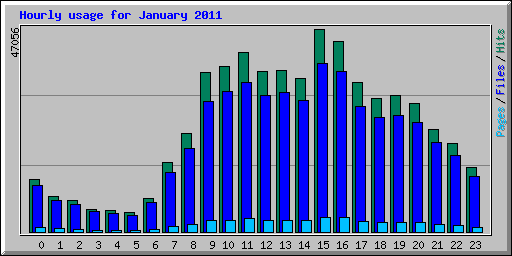 Hourly usage for January 2011
47056
Pages / Files / Hits
0 1 2 3 4 5 6 7 8 9 10 11 12 13 14 15 16 17 18 19 20 21 22 23